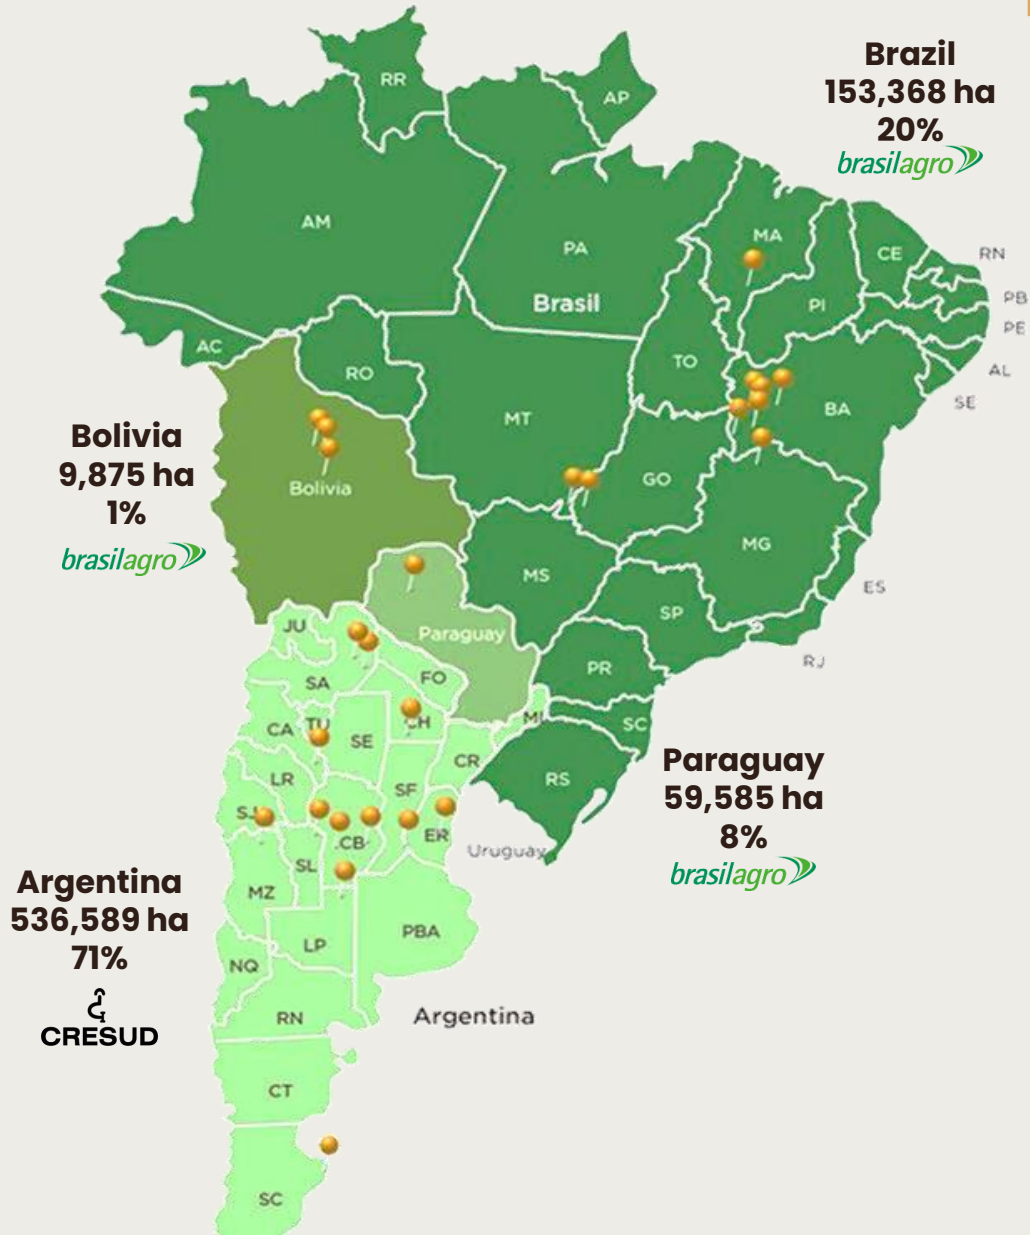 Brazil
153,368 ha
20%
brasilagro
RR
AP
AM
PA
MA
CE
RN
PB
PE
AL
SE
PI
Brasil
AC
RO
TO
BA
MT
GO
MG
ES
MS
SP
RJ
PR
SC
RS
Bolivia
9,875 ha
1%
brasilagro
Bolivia
Paraguay
JU
SA
FO
CA
TU
SE
CH
MI
CR
LR
SF
SJ
CB
ER
Uruguay
SL
MZ
LP
PBA
NQ
RN
Argentina
CT
SC
Paraguay
59,585 ha
8%
brasilagro
Argentina
536,589 ha
71%
CRESUD